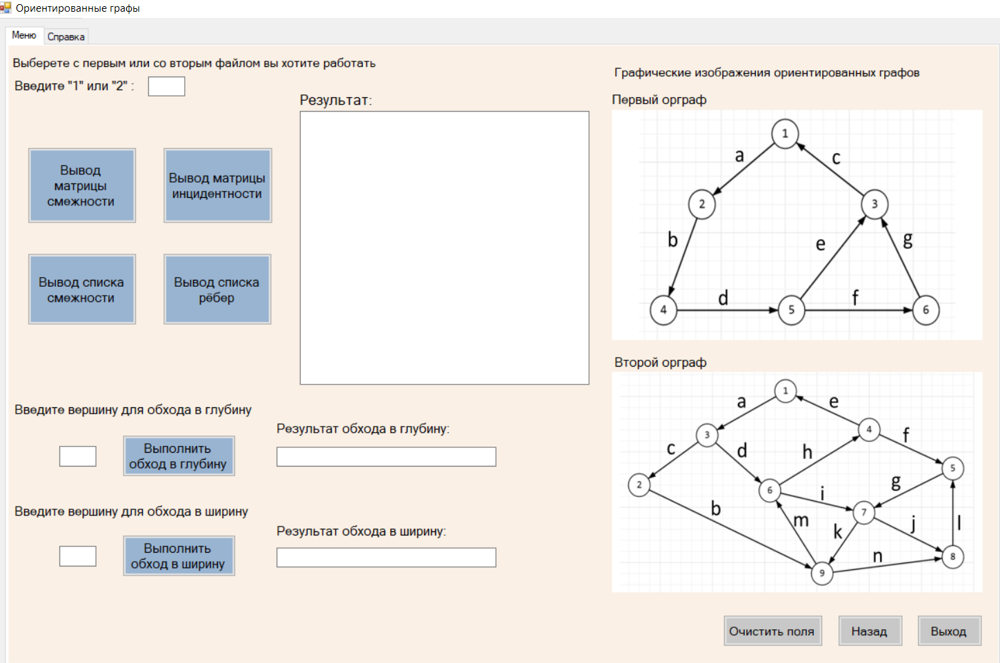 Ориентированные графы
Меню
Справка
Выберете с первым или со вторым файлом вы хотите работать
Введите "1" или "2" :
Вывод
матрицы
смежности
Вывод матрицы
инцидентности
Вывод списка
смежности
Вывод списка
рёбер
Результат:
Введите вершину для обхода в глубину
Выполнить
обход в глубину
Результат обхода в глубину:
Введите вершину для обхода в ширину
Выполнить
обход в ширину
Результат обхода в ширину:
Графические изображения ориентированных графов
Первый орграф
1
a
c
2
3
b
e
g
4
d
5
f
6
Второй орграф
1
a
e
3
4
f
c
d
h
5
2
6
g
i
b
7
m
k
j
l
n
8
9
Очистить поля
Назад
Выход